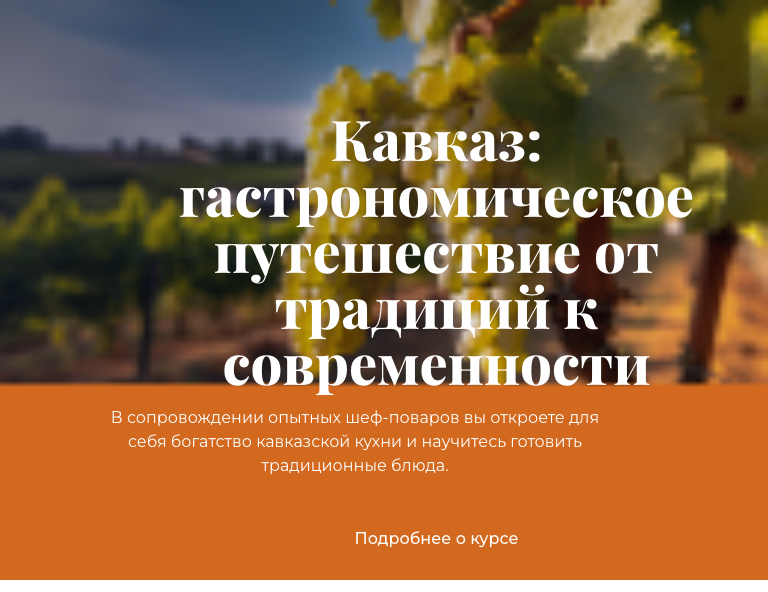 Кавказ:
гастрономическое
путешествие от
традиций к
современности
В сопровождении опытных шеф-поваров вы откроете для
себя богатство кавказской кухни и научитесь готовить
традиционные блюда.
Подробнее о курсе